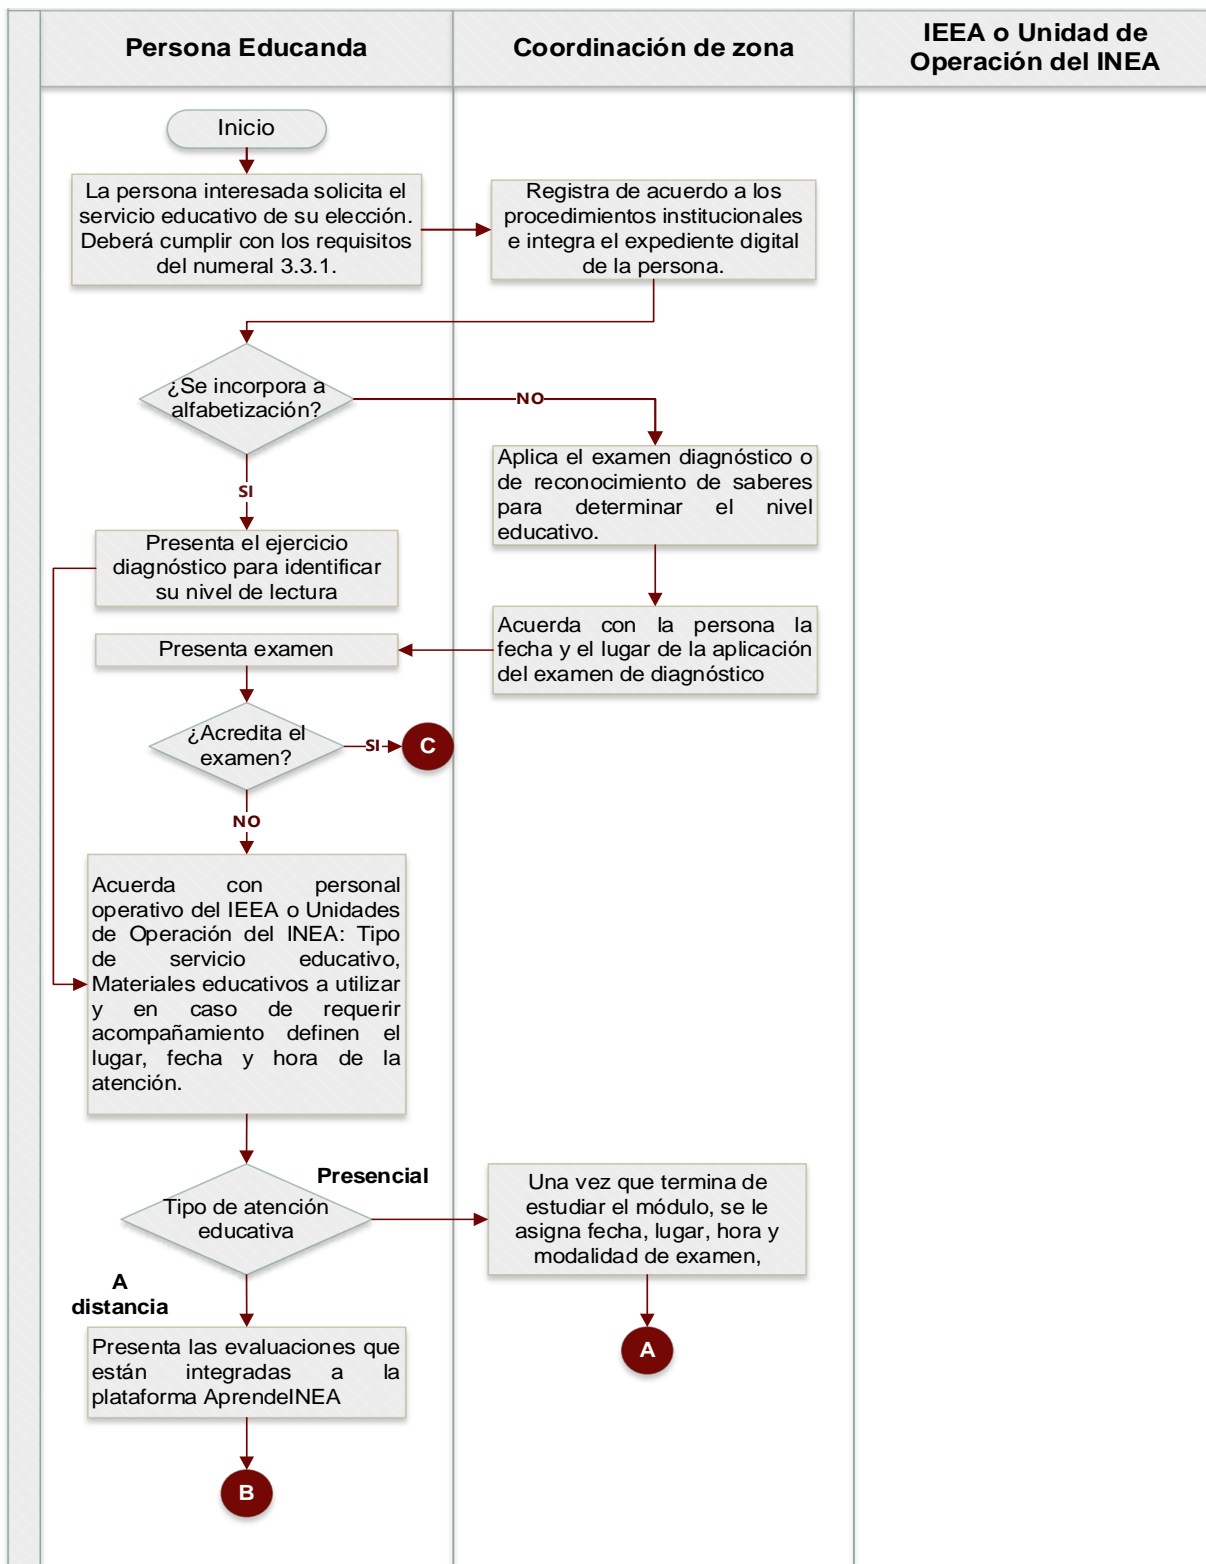 Persona Educanda
Coordinación de zona
IEEA o Unidad de
Operación del INEA
Inicio
La persona interesada solicita el
servicio educativo de su elección.
Deberá cumplir con los requisitos
del numeral 3.3.1.
Registra de acuerdo a los
procedimientos institucionales
e integra el expediente digital
de la persona.
¿Se incorpora a
alfabetización?
NO
SI
Aplica el examen diagnóstico o
de reconocimiento de saberes
para determinar el nivel
educativo.
Presenta el ejercicio
diagnóstico para identificar
su nivel de lectura
Acuerda con la persona la
fecha y el lugar de la aplicación
del examen de diagnóstico
Presenta examen
¿Acredita el
examen?
SI
C
NO
Acuerda con personal
operativo del IEEA o Unidades
de Operación del INEA: Tipo
de servicio educativo,
Materiales educativos a utilizar
y en caso de requerir
acompañamiento definen el
lugar, fecha y hora de la
atención.
Tipo de atención
educativa
Presencial
Una vez que termina de
estudiar el módulo, se le
asigna fecha, lugar, hora y
modalidad de examen,
A
distancia
A
Presenta las evaluaciones que
están integradas a la
plataforma AprendeINEA
B